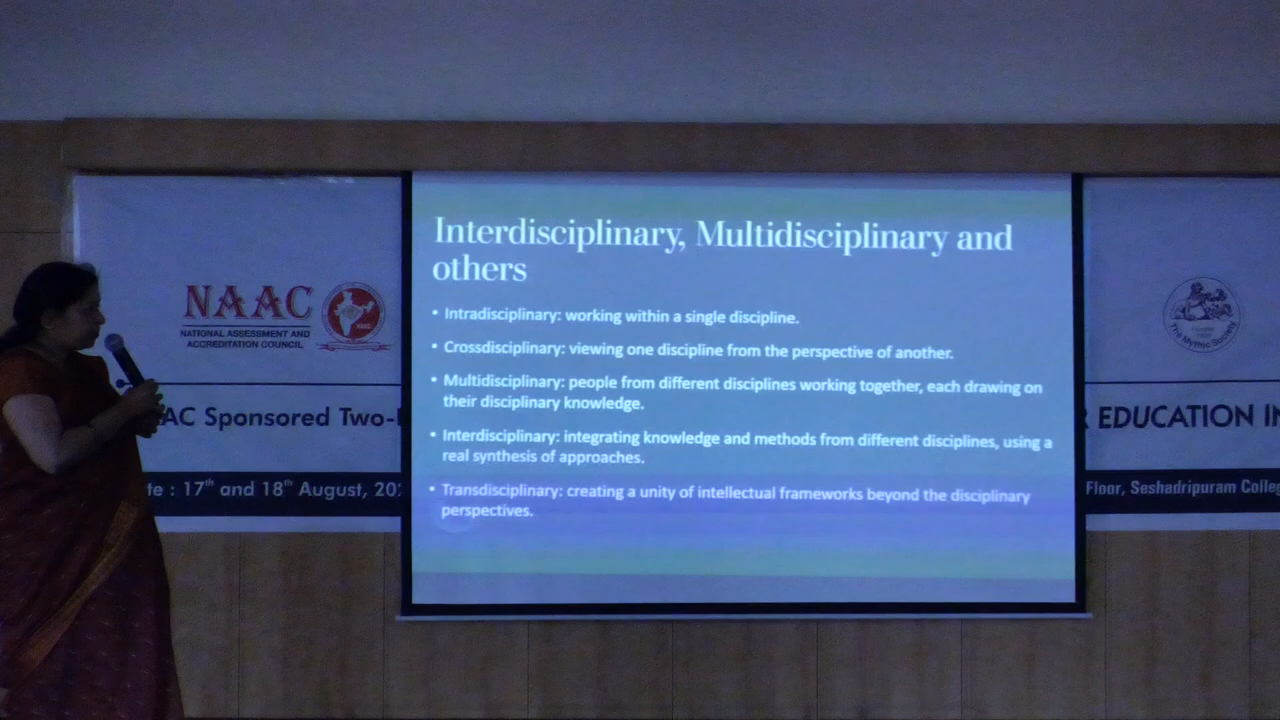 Interdisciplinary, Multidisciplinary and
others
• Intradisciplinary: working within a single discipline.
• Crossdisciplinary: viewing one discipline from the perspective of another.
• Multidisciplinary: people from different disciplines working together, each drawing on
their disciplinary knowledge.
• Interdisciplinary: integrating knowledge and methods from different disciplines, using a
real synthesis of approaches.
• Transdisciplinary: creating a unity of intellectual frameworks beyond the disciplinary
perspectives.
NAAC
NATIONAL ASSESSMENT AND
ACCREDITATION COUNCIL
NAAC
AC Sponsored Two-
te : 17th and 18th August, 20
The Mythic Society
EDUCATION
Floor, Seshadripuram